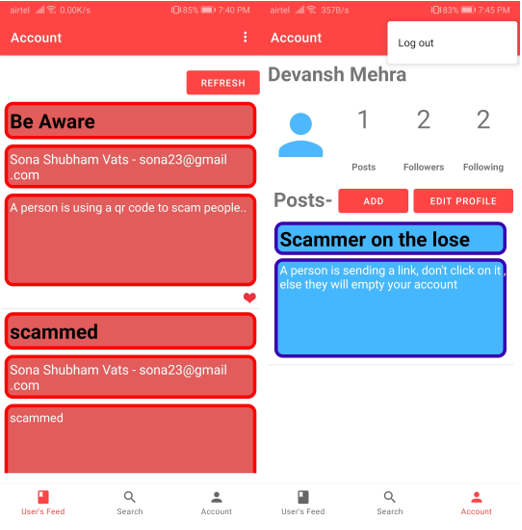 airtel 0.00K/s 85% 7:40 PM
Account
REFRESH
Be Aware
Sona Shubham Vats - sona23@gmail
.com
A person is using a qr code to scam people..
scammed
Sona Shubham Vats - sona23@gmail
.com
scammed
User's Feed Search Account
airtel 357B/s 83% 7:45 PM
Account
Log out
Devansh Mehra
1 2 2
Posts Followers Following
Posts- ADD EDIT PROFILE
Scammer on the lose
A person is sending a link, don't click on it ,
else they will empty your account
User's Feed Search Account